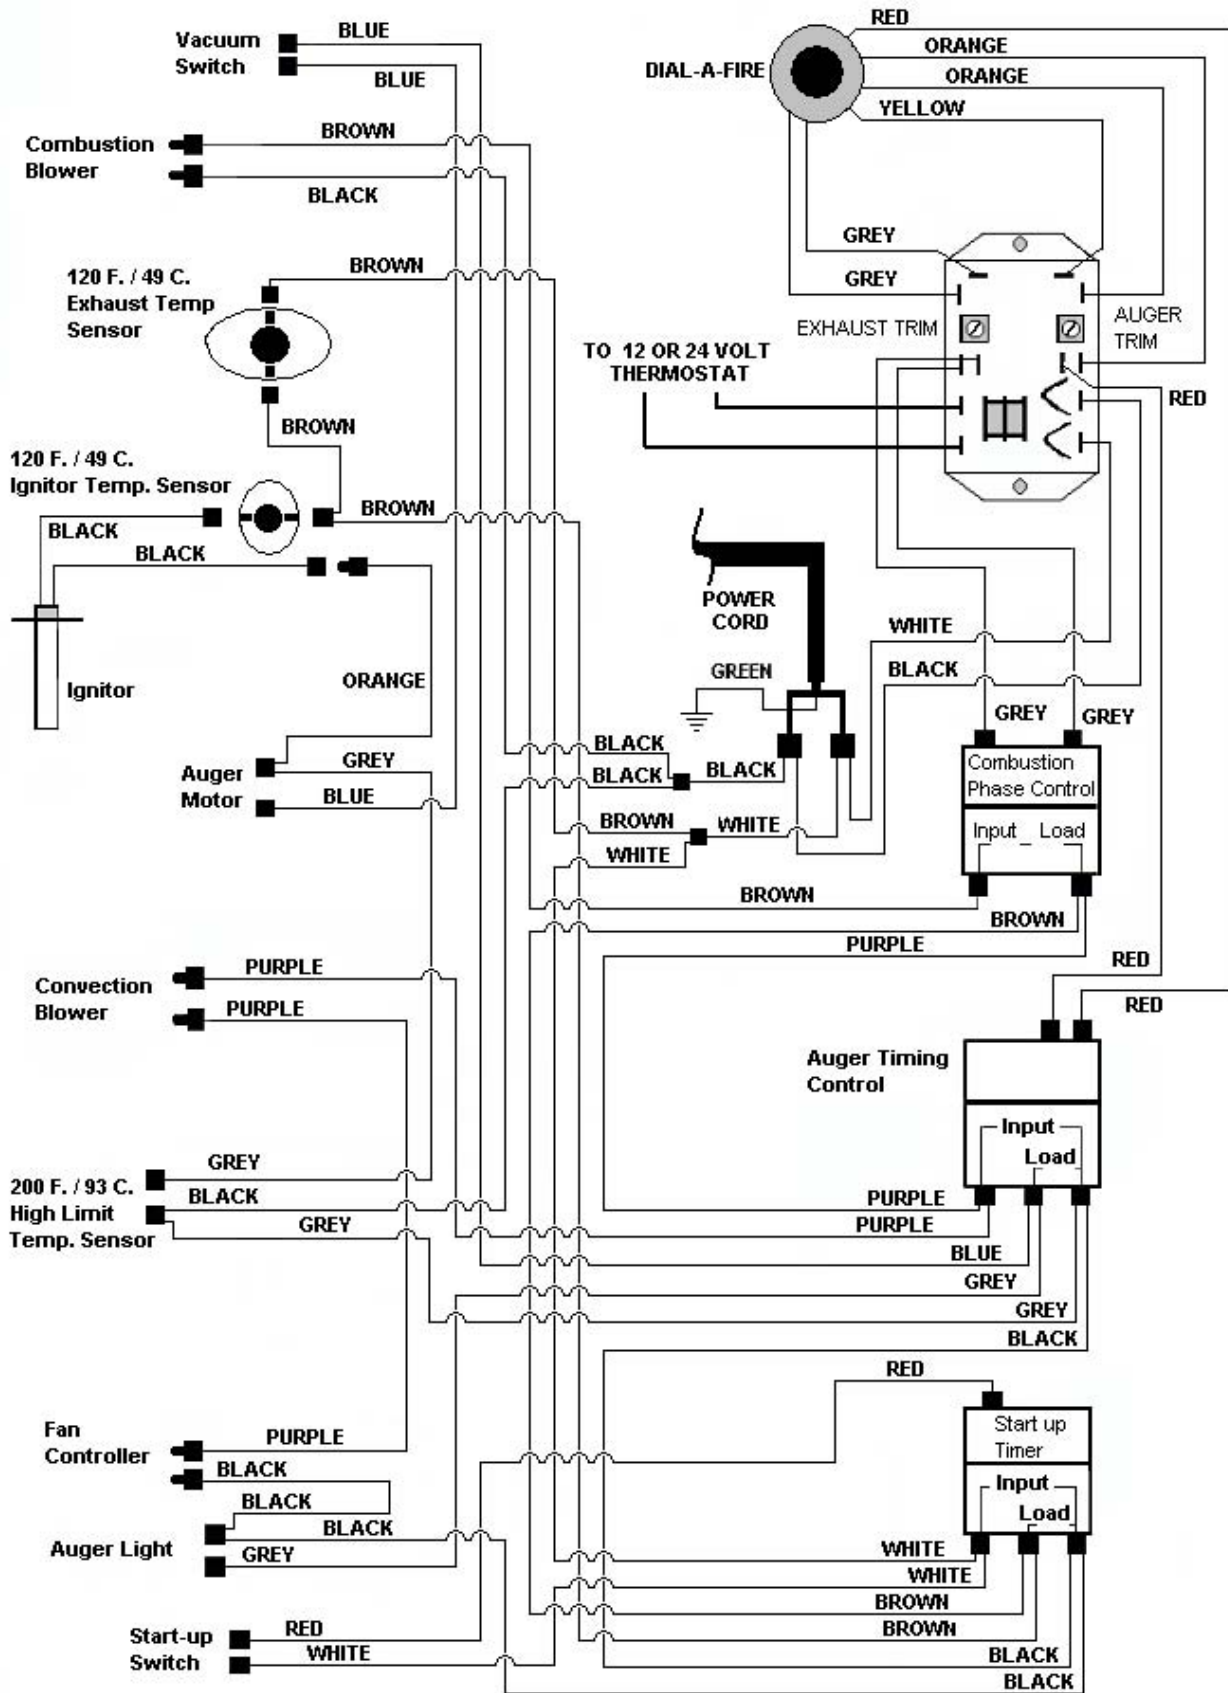 RED
Vacuum
Switch
BLUE
BLUE
DIAL-A-FIRE
ORANGE
ORANGE
YELLOW
Combustion
Blower
BROWN
BLACK
GREY
GREY
120 F. / 49 C.
Exhaust Temp
Sensor
BROWN
EXHAUST TRIM
AUGER
TRIM
TO 12 OR 24 VOLT
THERMOSTAT
RED
BROWN
120 F. / 49 C.
Ignitor Temp. Sensor
BLACK
BROWN
BLACK
POWER
CORD
WHITE
BLACK
GREEN
Ignitor
ORANGE
GREY
GREY
Auger
Motor
GREY
BLUE
BLACK
BLACK
BLACK
Combustion
Phase Control
Input
Load
BROWN
WHITE
WHITE
BROWN
BROWN
PURPLE
Convection
Blower
PURPLE
PURPLE
RED
RED
Auger Timing
Control
Input
Load
200 F. / 93 C.
High Limit
Temp. Sensor
GREY
BLACK
GREY
PURPLE
PURPLE
BLUE
GREY
GREY
BLACK
RED
Fan
Controller
PURPLE
BLACK
BLACK
Start up
Timer
Input
Load
Auger Light
BLACK
GREY
WHITE
WHITE
BROWN
BROWN
BLACK
BLACK
Start-up
Switch
RED
WHITE